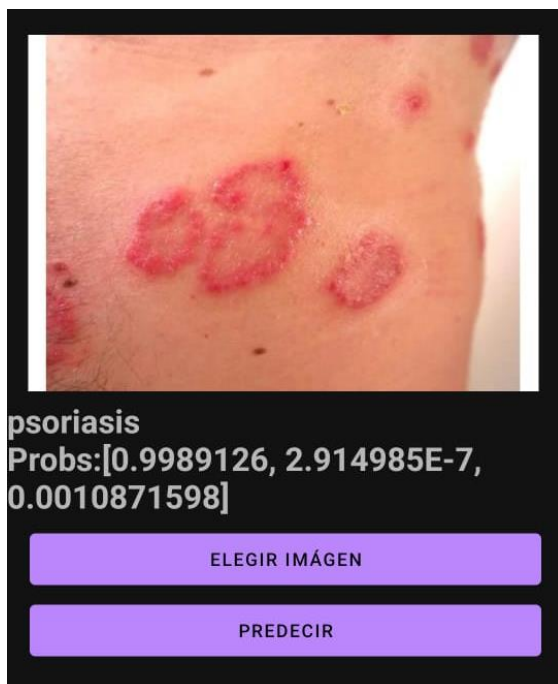 psoriasis
Probs:[0.9989126, 2.914985E-7,
0.0010871598]
ELEGIR IMÁGEN
PREDECIR